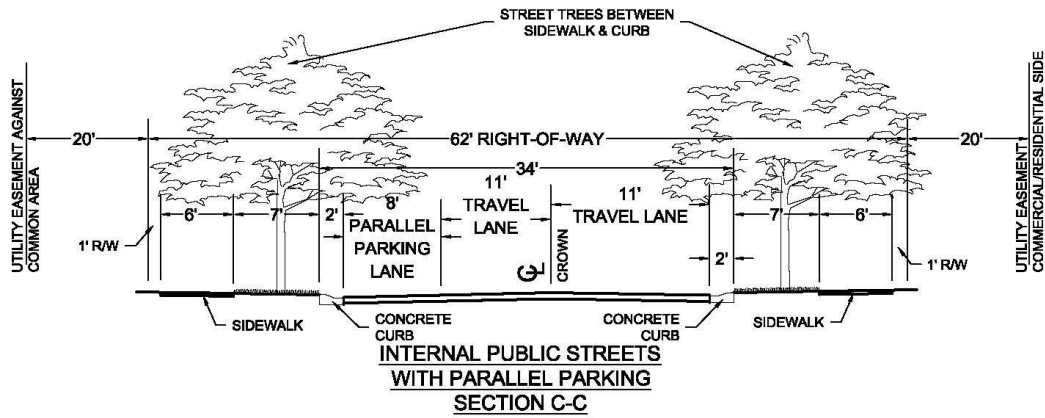 STREET TREES BETWEEN
SIDEWALK & CURB
UTILITY EASEMENT AGAINST
COMMON AREA
20'
62' RIGHT-OF-WAY
20'
UTILITY EASEMENT
COMMERCIAL/RESIDENTIAL SIDE
34'
1' R/W
6'
7'
2'
8'
PARALLEL
PARKING
LANE
11'
TRAVEL
LANE
11'
TRAVEL LANE
CL
CROWN
2'
7'
6'
1' R/W
SIDEWALK
CONCRETE
CURB
CONCRETE
CURB
SIDEWALK
INTERNAL PUBLIC STREETS
WITH PARALLEL PARKING
SECTION C-C